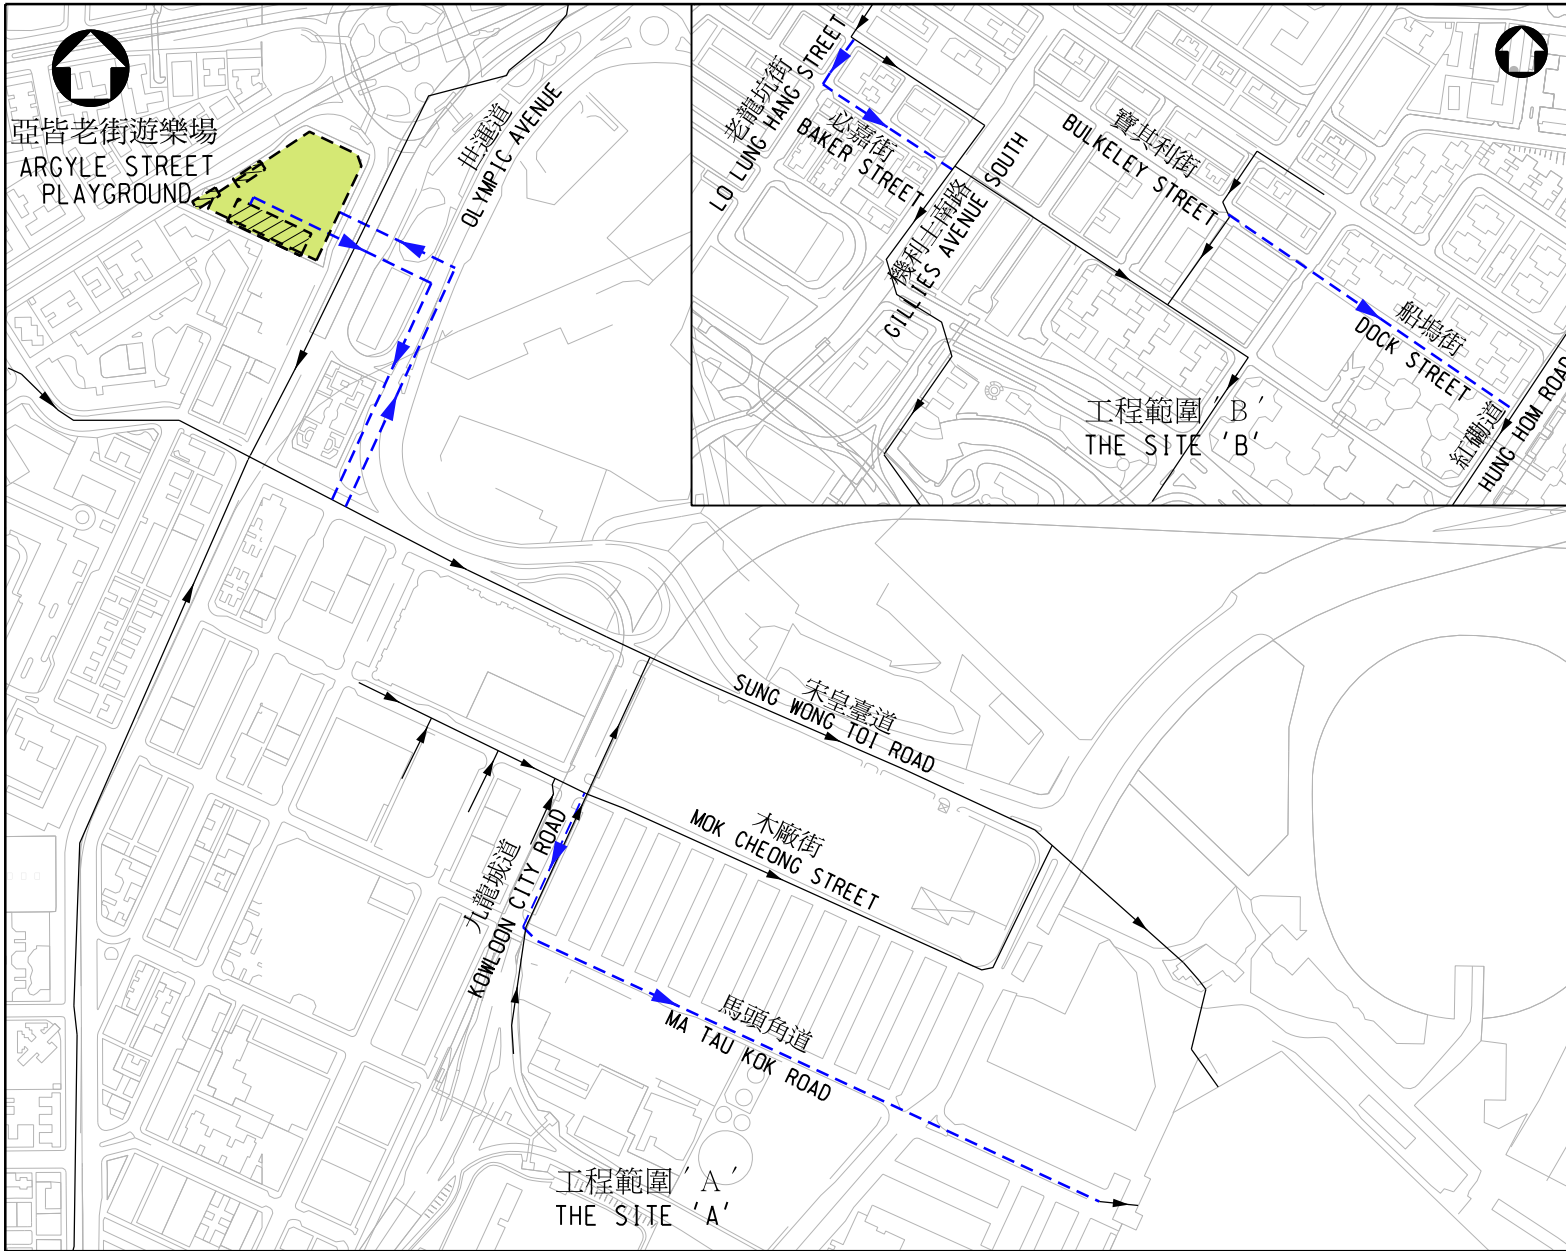 亞皆老街遊樂場
ARGYLE STREET
PLAYGROUND
世運道
OLYMPIC AVENUE
老龍坑街
LO LUNG HANG STREET
必嘉街
BAKER STREET
機利士南路
GILLIES AVENUE SOUTH
寶其利街
BULKELEY STREET
船塢街
DOCK STREET
紅磡道
HUNG HOM ROAD
工程範圍 'B'
THE SITE 'B'
宋皇臺道
SUNG WONG TOI ROAD
木廠街
MOK CHEONG STREET
九龍城道
KOWLOON CITY ROAD
馬頭角道
MA TAU KOK ROAD
工程範圍 'A'
THE SITE 'A'